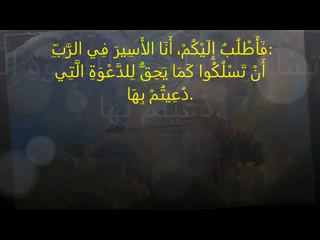 فَأَطْلُبُ إِلَيْكُمْ، أَنَا الأَسِيرَ فِي الرَّبِّ:
أَنْ تَسْلُكُوا كَمَا يَحِقُّ لِلدَّعْوَةِ الَّتِي
دُعِيتُمْ بِهَا.